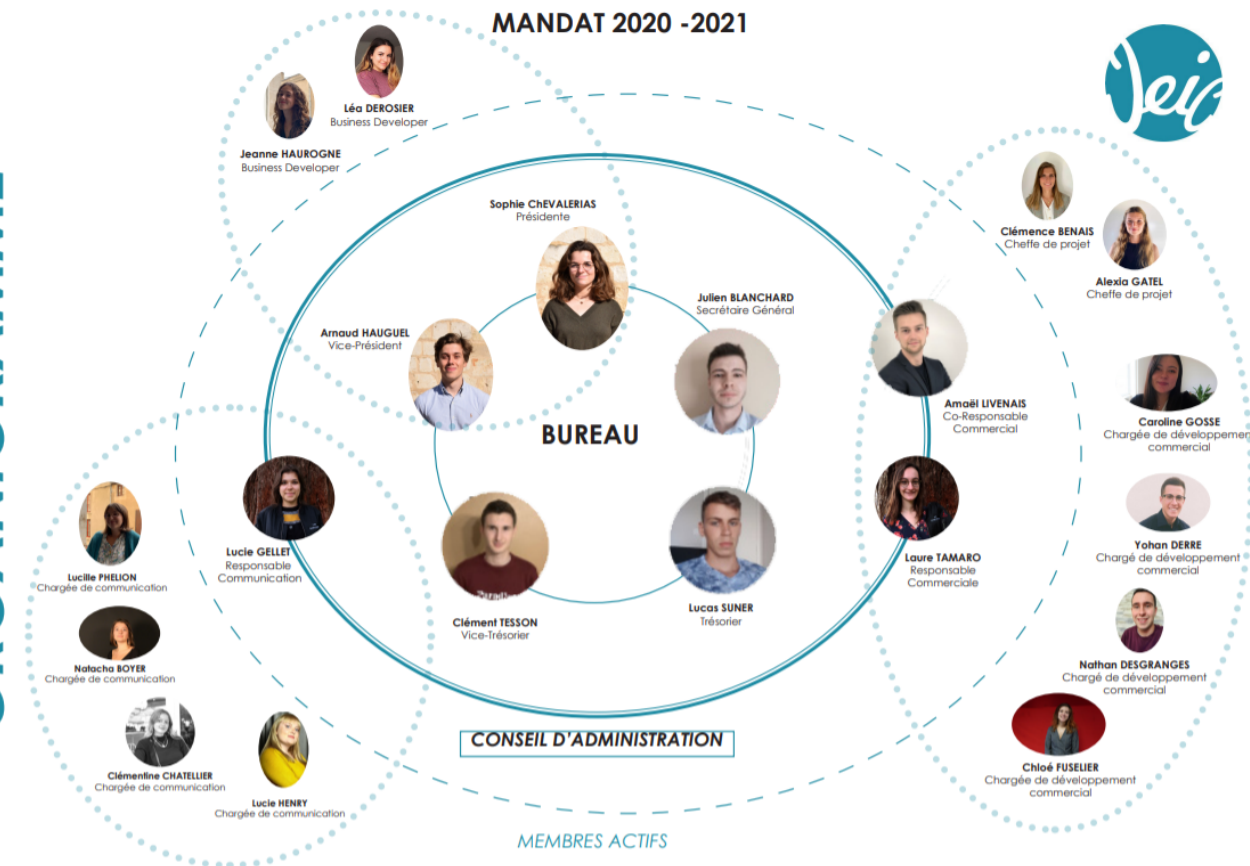 MANDAT 2020 -2021
Jeic
Léa DEROSIER
Business Developer
Jeanne HAUROGNE
Business Developer
Sophie ChEVALERIAS
Présidente
Clémence BENAIS
Cheffe de projet
Alexia GATEL
Cheffe de projet
Julien BLANCHARD
Secrétaire Général
Arnaud HAUGUEL
Vice-Président
Amaël LIVENAIS
Co-Responsable
Commercial
Caroline GOSSE
Chargée de développement
commercial
BUREAU
Lucie GELLET
Responsable
Communication
Laure TAMARO
Responsable
Commerciale
Yohan DERRE
Chargé de développement
commercial
Lucille PHELION
Chargée de communication
Clément TESSON
Vice-Trésorier
Lucas SUNER
Trésorier
Natacha BOYER
Chargée de communication
Nathan DESGRANGES
Chargé de développement
commercial
CONSEIL D'ADMINISTRATION
Clémentine CHATELLIER
Chargée de communication
Lucie HENRY
Chargée de communication
Chloé FUSELIER
Chargée de développement
commercial
MEMBRES ACTIFS